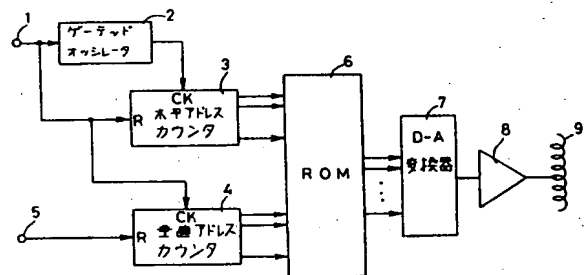 1
2
ゲーテッド
オッシレータ
3
CK
R 水平アドレス
カウンタ
4
CK
垂直アドレス
R カウンタ
5
6
ROM
7
D-A
変換器
8
9